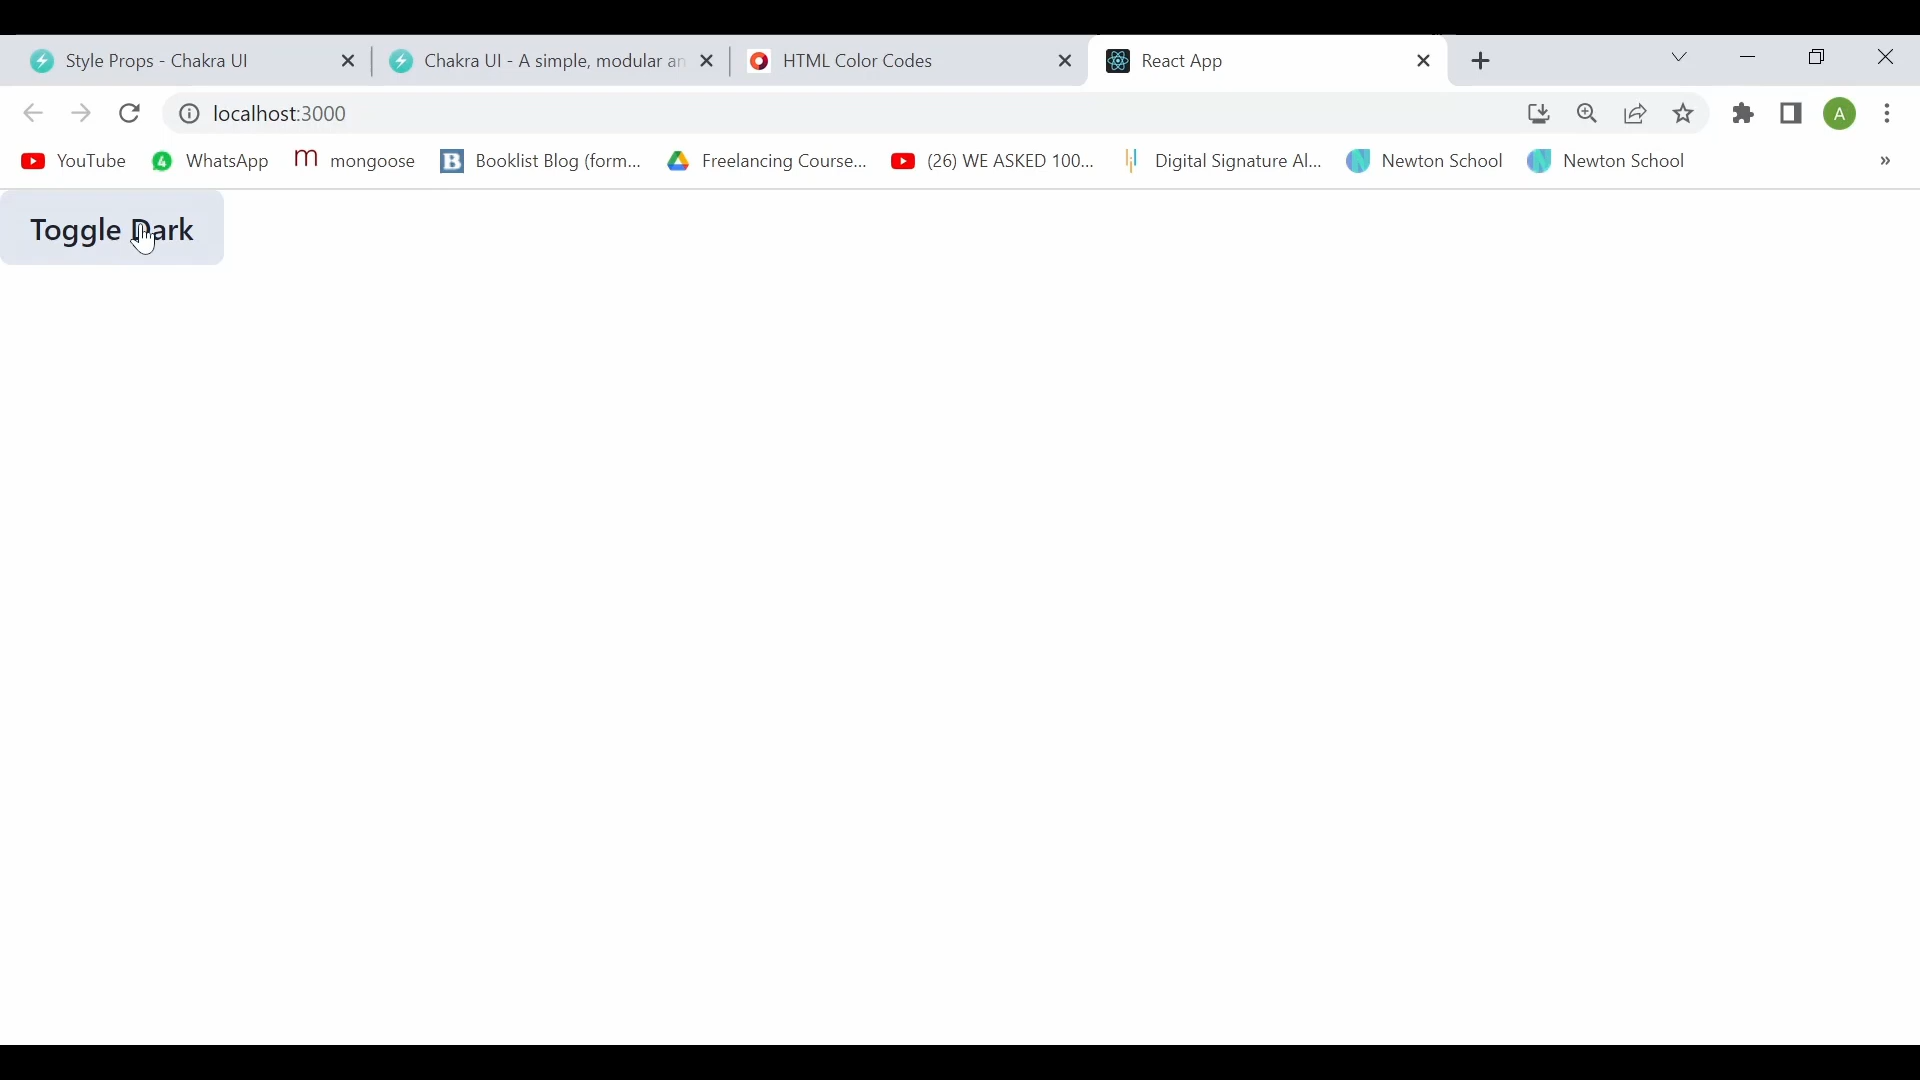 Style Props - Chakra UI
Chakra UI - A simple, modular an
HTML Color Codes
React App
localhost:3000
A
YouTube
4 WhatsApp
m mongoose
B Booklist Blog (form...
Freelancing Course...
(26) WE ASKED 100...
Digital Signature Al...
N Newton School
N Newton School
»
Toggle Dark